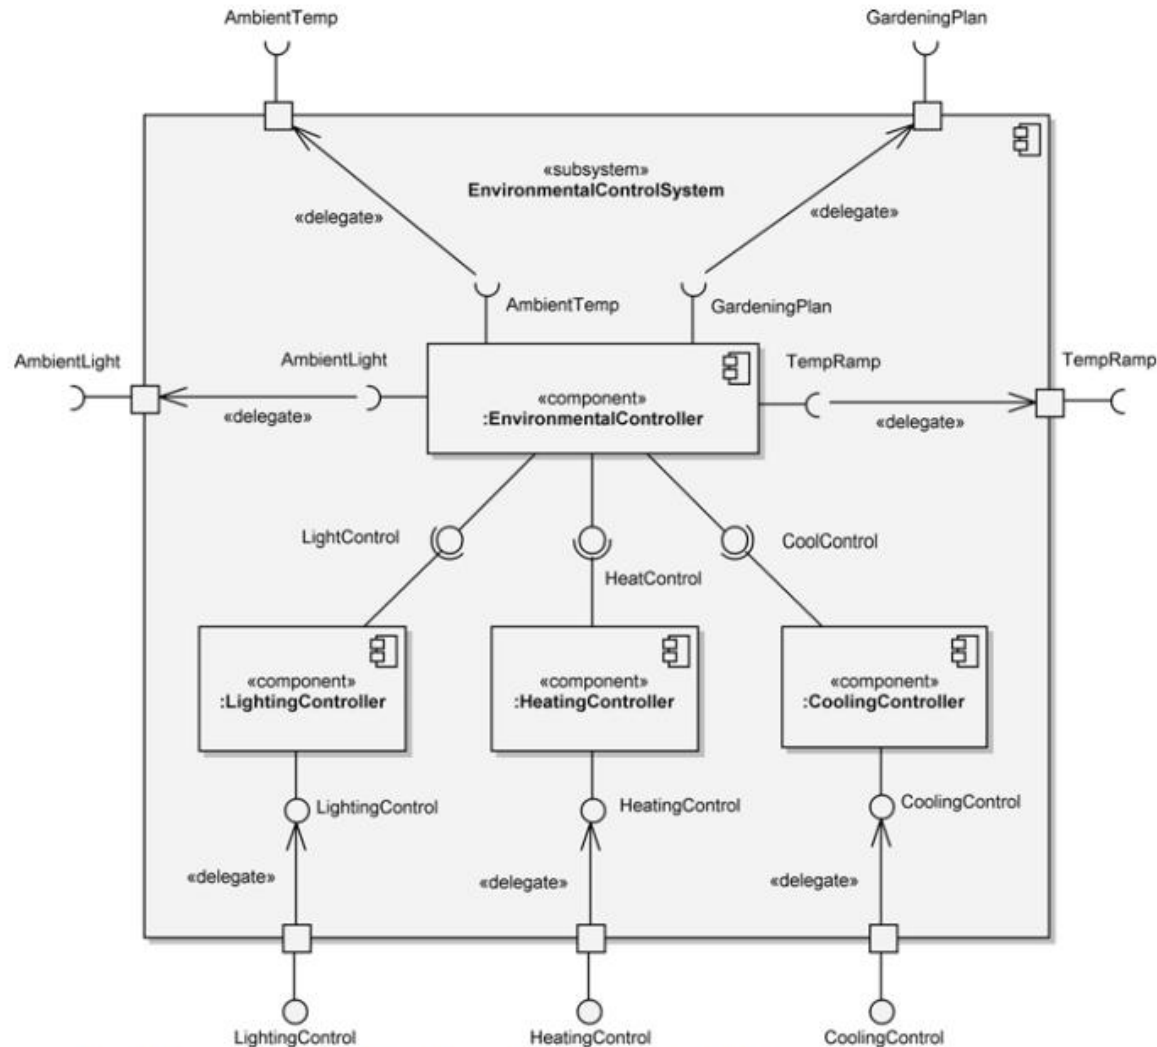 AmbientTemp
GardeningPlan
«subsystem»
EnvironmentalControlSystem
«delegate»
«delegate»
AmbientTemp
GardeningPlan
AmbientLight
AmbientLight
TempRamp
TempRamp
«component»
:EnvironmentalController
«delegate»
«delegate»
LightControl
CoolControl
HeatControl
«component»
:LightingController
«component»
:HeatingController
«component»
:CoolingController
LightingControl
HeatingControl
CoolingControl
«delegate»
«delegate»
«delegate»
LightingControl
HeatingControl
CoolingControl